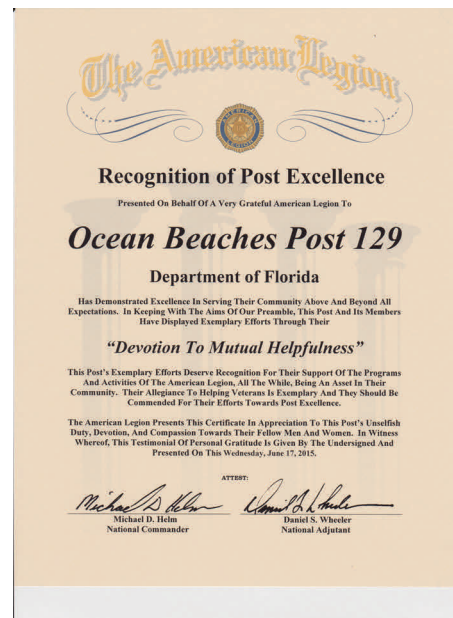 The American Legion
AMERICAN
LEGION
Recognition of Post Excellence
Presented On Behalf Of A Very Grateful American Legion To
Ocean Beaches Post 129
Department of Florida
Has Demonstrated Excellence In Serving Their Community Above And Beyond All
Expectations. In Keeping With The Aims Of Our Preamble, This Post And Its Members
Have Displayed Exemplary Efforts Through Their
“Devotion To Mutual Helpfulness”
This Post's Exemplary Efforts Deserve Recognition For Their Support Of The Programs
And Activities Of The American Legion, All The While, Being An Asset In Their
Community. Their Allegiance To Helping Veterans Is Exemplary And They Should Be
Commended For Their Efforts Towards Post Excellence.
The American Legion Presents This Certificate In Appreciation To This Post's Unselfish
Duty, Devotion, And Compassion Towards Their Fellow Men And Women. In Witness
Whereof, This Testimonial Of Personal Gratitude Is Given By The Undersigned And
Presented On This Wednesday, June 17, 2015.
ATTEST:
Michael D Helm
Daniel S. Wheeler
Michael D. Helm
Daniel S. Wheeler
National Commander
National Adjutant